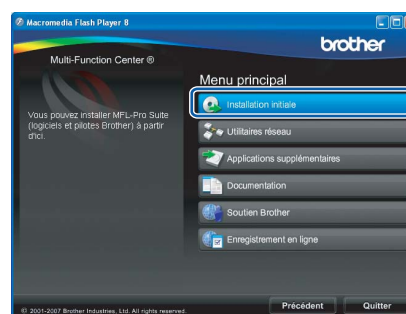 Macromedia Flash Player 8
brother
Multi-Function Center ®
Menu principal
Vous pouvez installer MFL-Pro Suite
(logiciels et pilotes Brother) à partir
d'ici.
Installation initiale
Utilitaires réseau
Applications supplémentaires
Documentation
Soutien Brother
Enregistrement en ligne
© 2001-2007 Brother Industries, Ltd. All rights reserved.
Précédent
Quitter